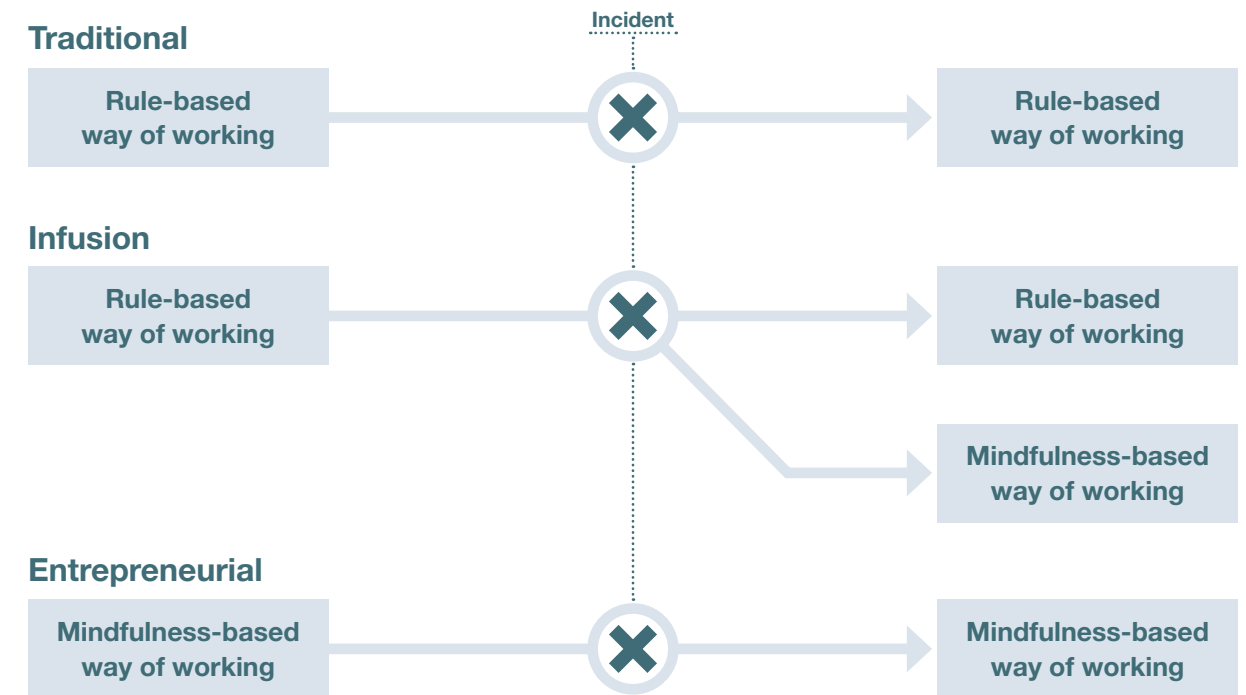 Incident
Traditional
Rule-based
way of working
Rule-based
way of working
Infusion
Rule-based
way of working
Rule-based
way of working
Mindfulness-based
way of working
Entrepreneurial
Mindfulness-based
way of working
Mindfulness-based
way of working